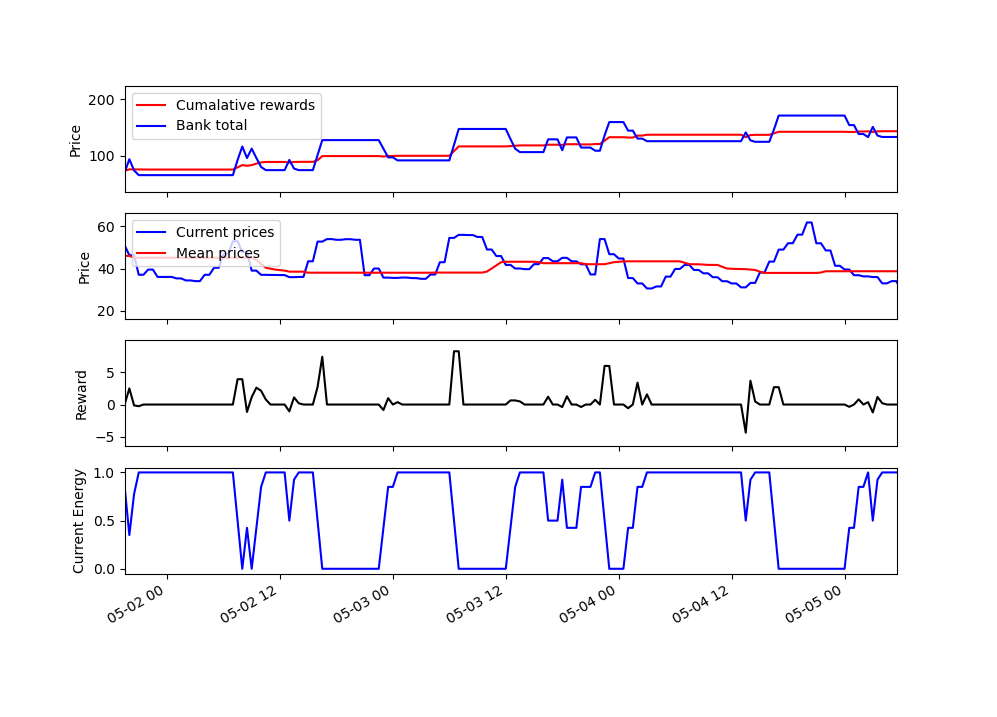 200
100
Price
Cumalative rewards
Bank total
60
40
20
Price
Current prices
Mean prices
5
0
−5
Reward
1.0
0.5
0.0
Current Energy
05-02 00
05-02 12
05-03 00
05-03 12
05-04 00
05-04 12
05-05 00